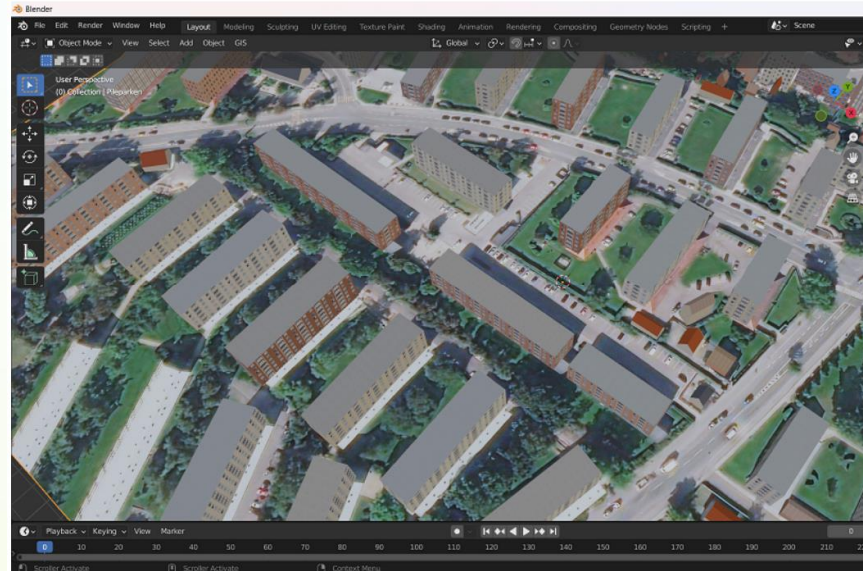 Blender
File Edit Render Window Help Layout Modeling Sculpting UV Editing Texture Paint Shading Animation Rendering Compositing Geometry Nodes Scripting + Scene
Object Mode View Select Add Object GIS Global
User Perspective
(0) Collection | Pileparken
Z Y X
Playback Keying View Marker 0
0 10 20 30 40 50 60 70 80 90 100 110 120 130 140 150 160 170 180 190 200 210
Scroller Activate Scroller Activate Context Menu